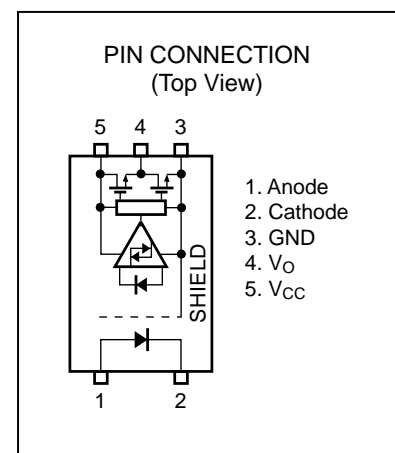 PIN CONNECTION
(Top View)
5 4 3
SHIELD
1 2
1. Anode
2. Cathode
3. GND
4. VO
5. VCC